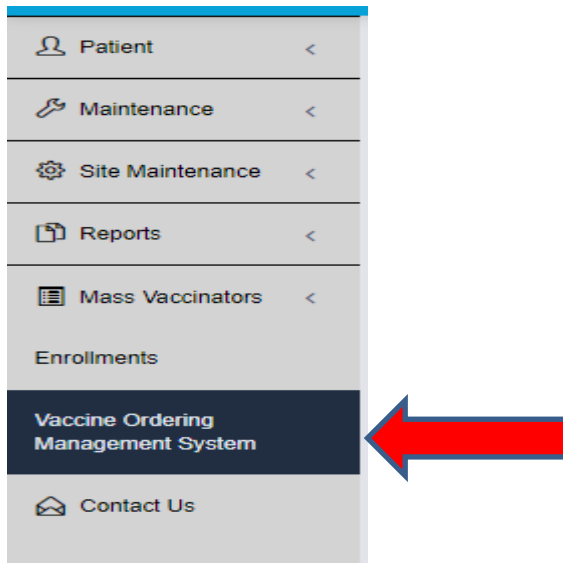 Patient
Maintenance
Site Maintenance
Reports
Mass Vaccinators
Enrollments
Vaccine Ordering
Management System
Contact Us